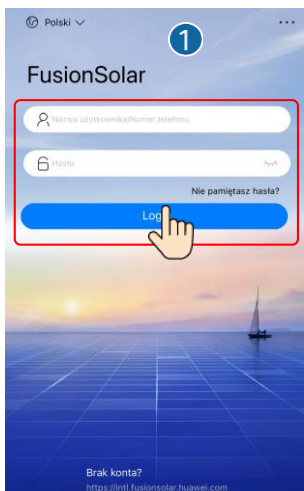 Polski
1
FusionSolar
Nazwa użytkownika/Numer telefonu
Hasło
Nie pamiętasz hasła?
Log
Brak konta?
https://intl.fusionsolar.huawei.com